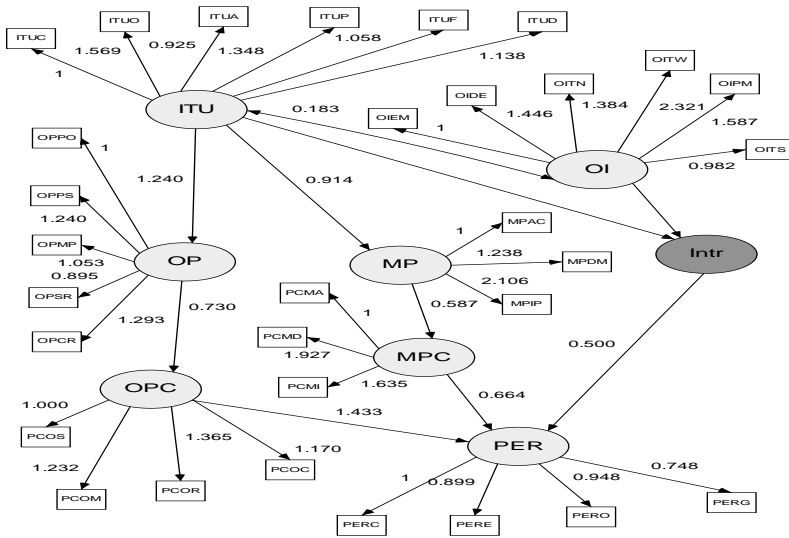 ITUC
ITUO
ITUA
ITUP
ITUF
ITUD
1.569
0.925
1.348
1.058
1.138
1
ITU
0.183
OIEM
OIDE
OITN
OITW
OIPM
OITS
1
1.446
1.384
2.321
1.587
0.982
OI
OPPO
1
OPPS
1.240
OPMP
1.053
0.895
OPSR
1.293
OPCR
1.240
0.914
OP
MP
MPAC
1
1.238
MPDM
2.106
MPIP
Intr
0.730
0.587
0.500
PCMA
1
PCMD
1.927
PCMI
1.635
MPC
0.664
OPC
1.433
1.000
PCOS
1.232
PCOM
1.365
PCOR
1.170
PCOC
PER
1
0.899
0.948
0.748
PERC
PERE
PERO
PERG